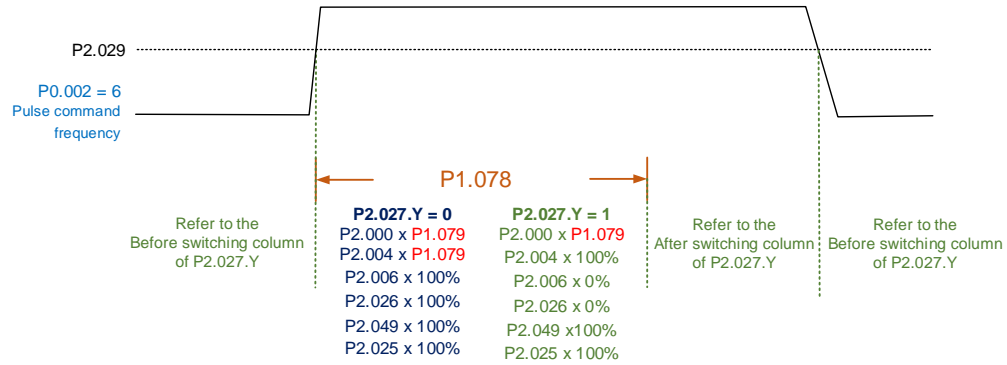 P2.029
P0.002 = 6
Pulse command
frequency
P1.078
Refer to the
Before switching column
of P2.027.Y
P2.027.Y = 0
P2.000 x P1.079
P2.004 x P1.079
P2.006 x 100%
P2.026 x 100%
P2.049 x 100%
P2.025 x 100%
P2.027.Y = 1
P2.000 x P1.079
P2.004 x 100%
P2.006 x 0%
P2.026 x 0%
P2.049 x100%
P2.025 x 100%
Refer to the
After switching column
of P2.027.Y
Refer to the
Before switching column
of P2.027.Y